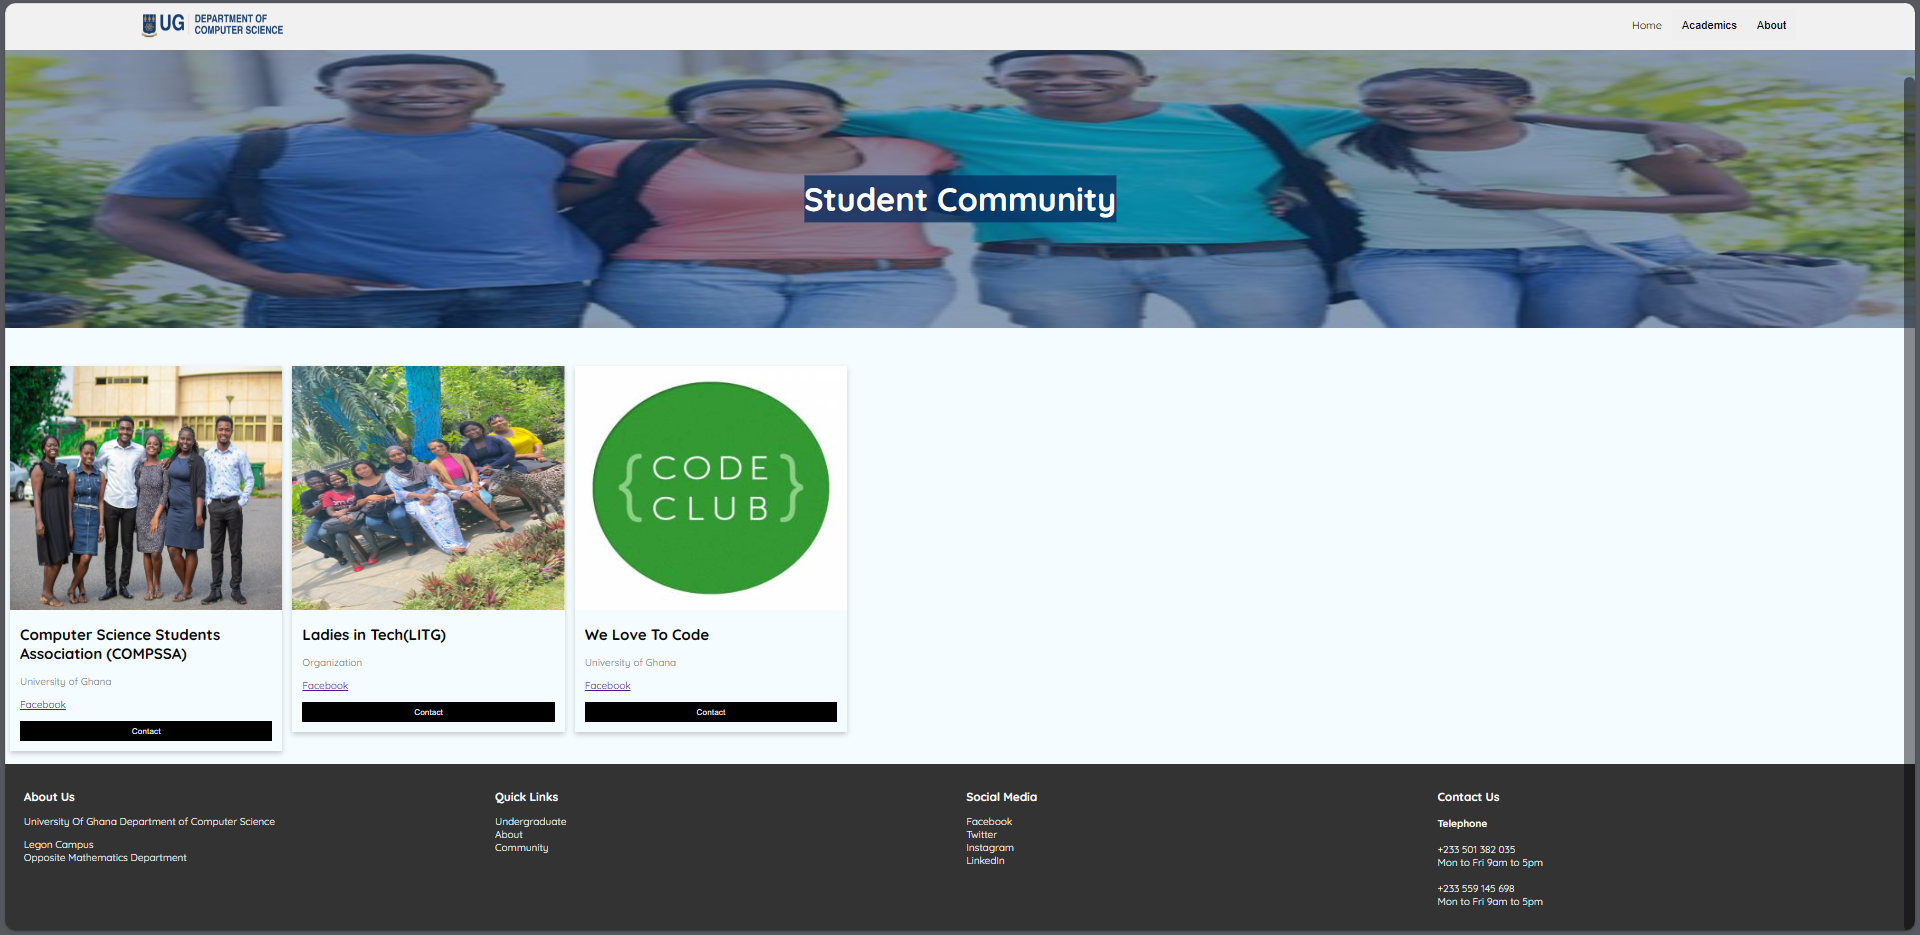 UG DEPARTMENT OF
COMPUTER SCIENCE
Home Academics About
Student Community
{CODE
CLUB}
Computer Science Students
Association (COMPSSA)
University of Ghana
Facebook
Contact
Ladies in Tech(LITG)
Organization
Facebook
Contact
We Love To Code
University of Ghana
Facebook
Contact
About Us
University Of Ghana Department of Computer Science
Legon Campus
Opposite Mathematics Department
Quick Links
Undergraduate
About
Community
Social Media
Facebook
Twitter
Instagram
LinkedIn
Contact Us
Telephone
+233 501 382 035
Mon to Fri 9am to 5pm
+233 559 145 698
Mon to Fri 9am to 5pm